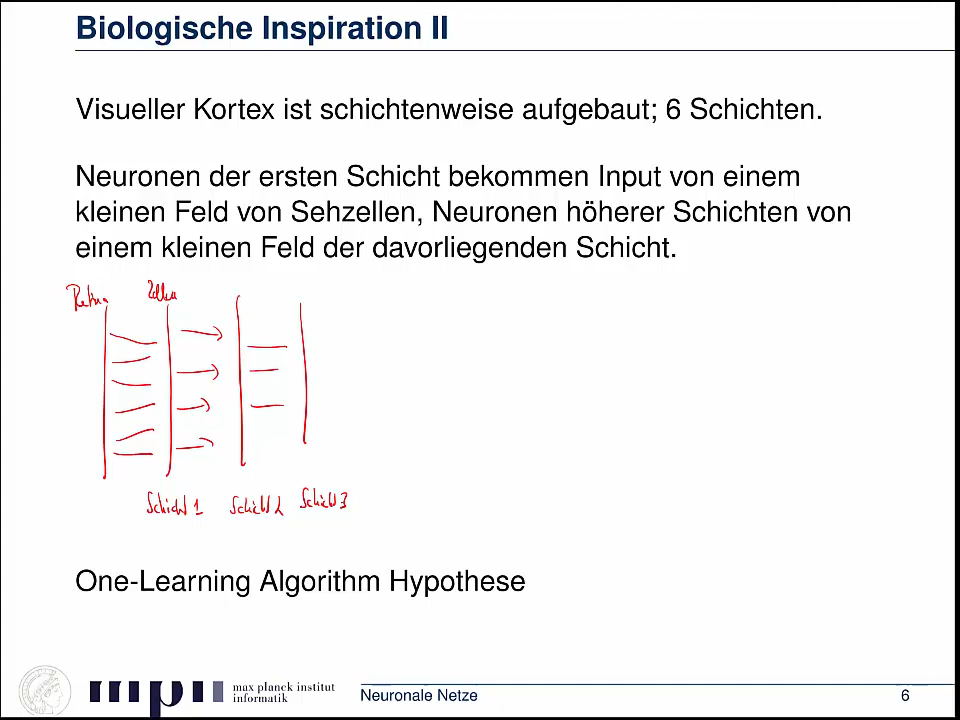 Biologische Inspiration II
Visueller Kortex ist schichtenweise aufgebaut; 6 Schichten.
Neuronen der ersten Schicht bekommen Input von einem
kleinen Feld von Sehzellen, Neuronen höherer Schichten von
einem kleinen Feld der davorliegenden Schicht.
Retina Zellen
Schicht 1 Schicht 2 Schicht 3
One-Learning Algorithm Hypothese
max planck institut
informatik
Neuronale Netze 6